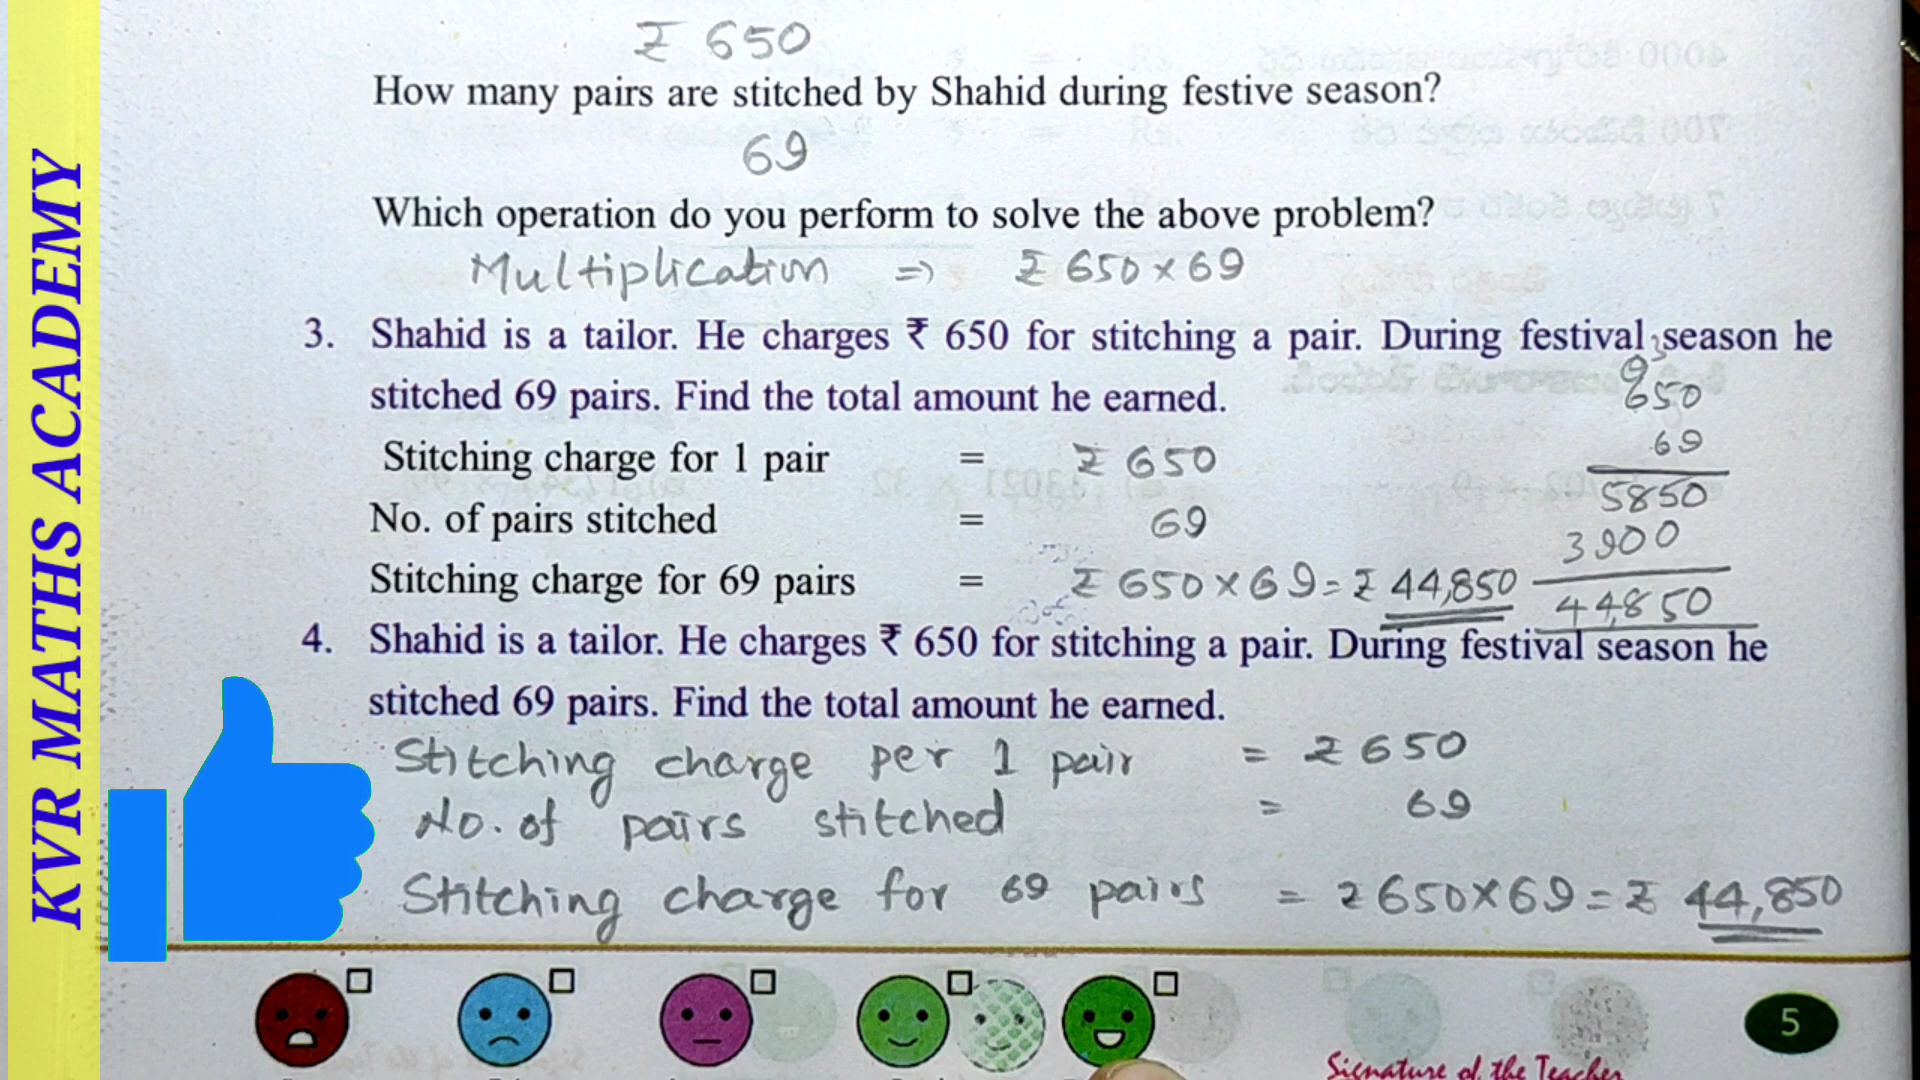 KVR MATHS ACADEMY
₹ 650
How many pairs are stitched by Shahid during festive season?
69
Which operation do you perform to solve the above problem?
Multiplication ⇒ ₹ 650 × 69
3. Shahid is a tailor. He charges ₹ 650 for stitching a pair. During festival season he
stitched 69 pairs. Find the total amount he earned.
650
69
5850
3900
44,850
Stitching charge for 1 pair = ₹ 650
No. of pairs stitched = 69
Stitching charge for 69 pairs = ₹ 650 × 69 = ₹ 44,850
4. Shahid is a tailor. He charges ₹ 650 for stitching a pair. During festival season he
stitched 69 pairs. Find the total amount he earned.
Stitching charge per 1 pair = ₹ 650
No. of pairs stitched = 69
Stitching charge for 69 pairs = ₹ 650 × 69 = ₹ 44,850
5
Signature of the Teacher